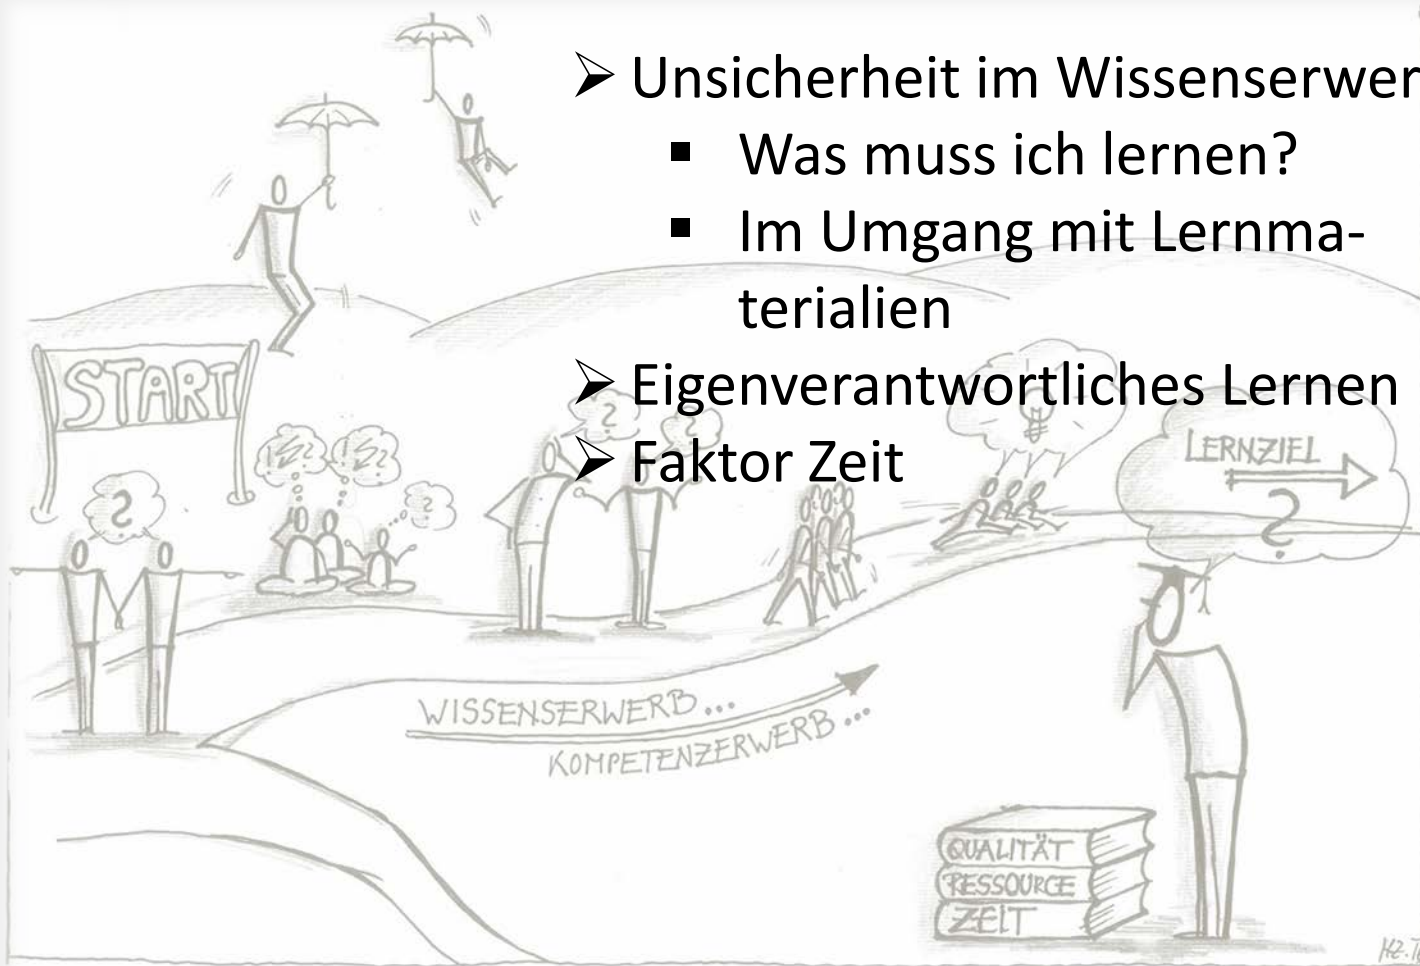 ➢ Unsicherheit im Wissenserwer
▪ Was muss ich lernen?
▪ Im Umgang mit Lernma-
terialien
➢ Eigenverantwortliches Lernen
➢ Faktor Zeit
START
?
?
?
?
LERNZIEL
?
WISSENSERWERB...
KOMPETENZERWERB...
QUALITÄT
RESSOURCE
ZEIT